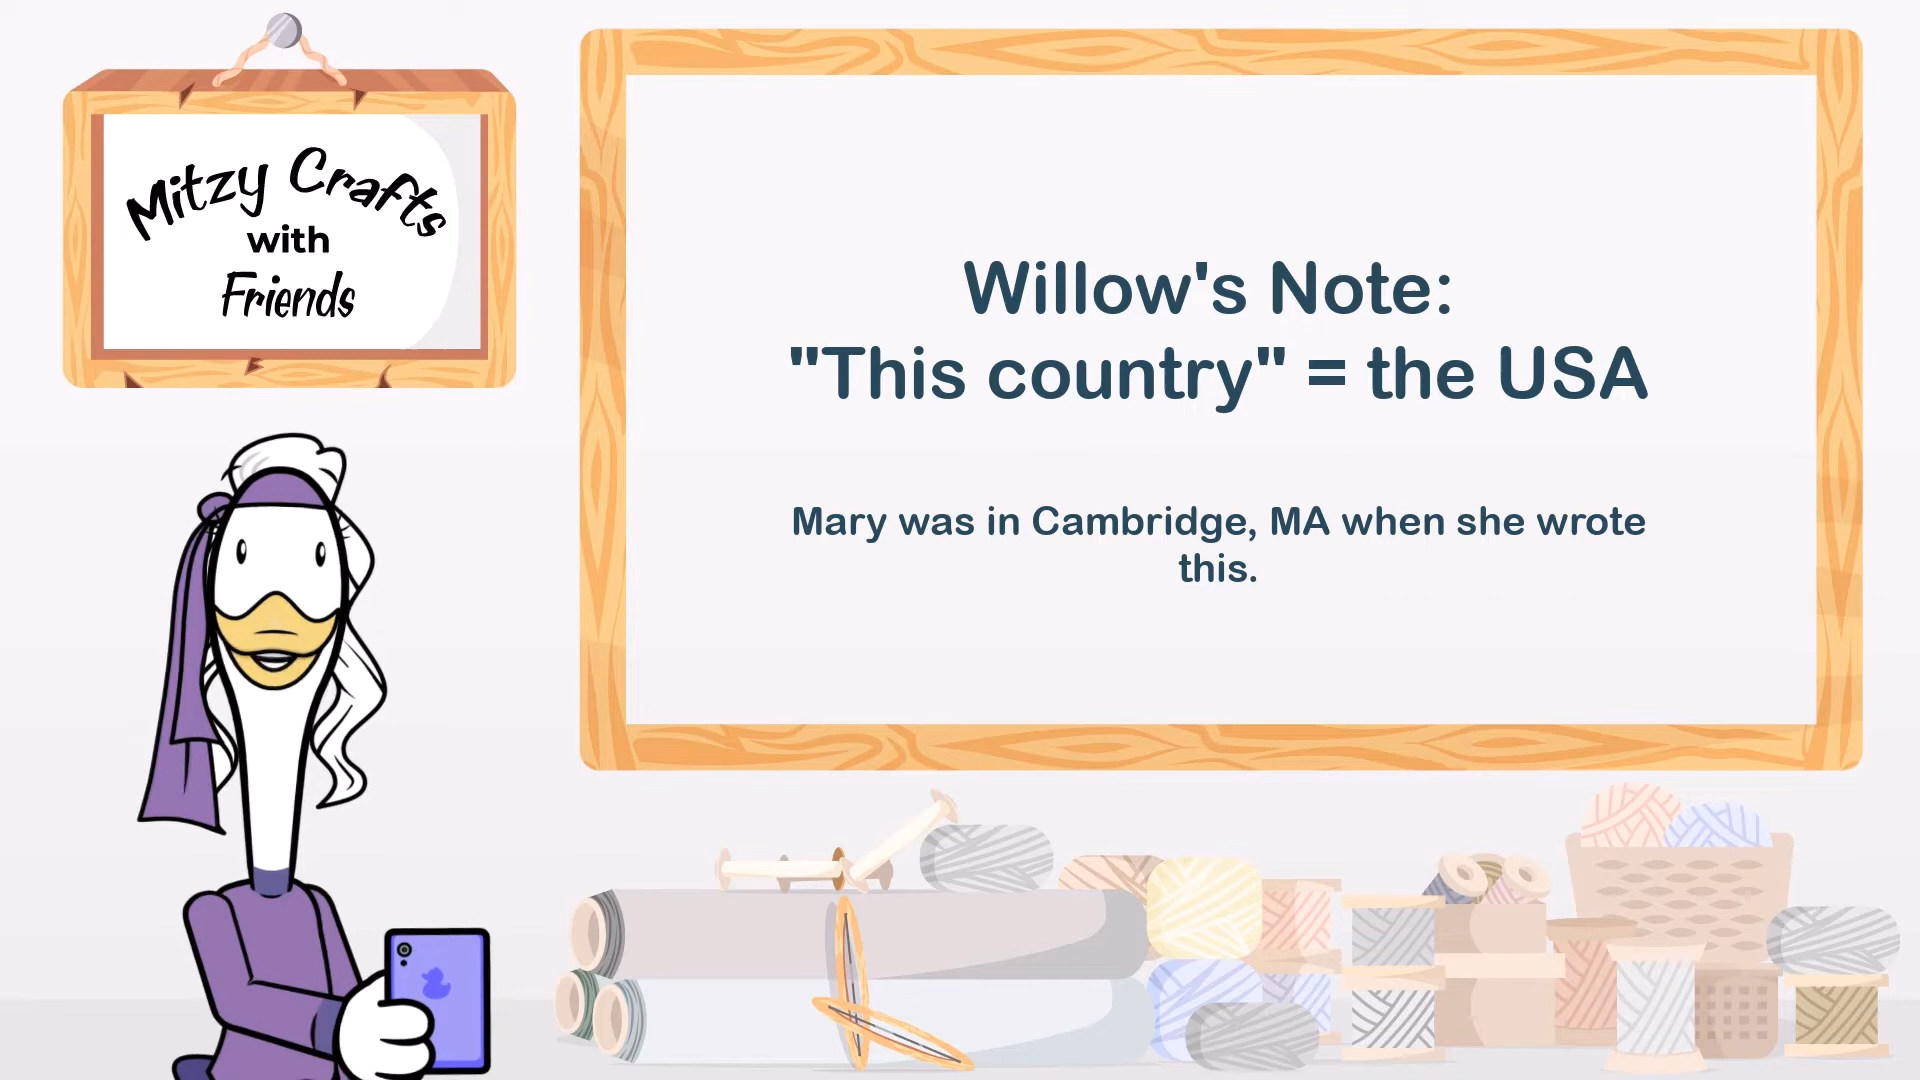 Mitzy Crafts
with
Friends
Willow's Note:
"This country" = the USA
Mary was in Cambridge, MA when she wrote
this.